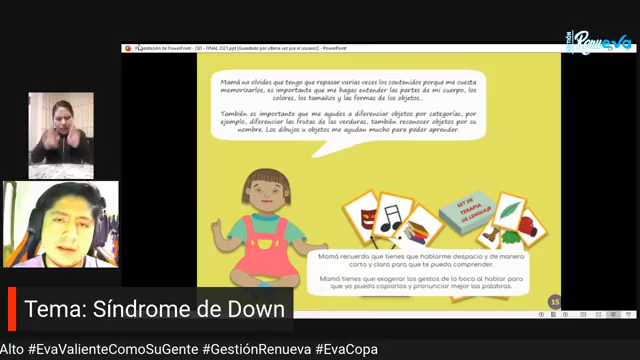 Presentación de PowerPoint - [SD - FINAL 2021.ppt [Guardado por última vez por el usuario] - PowerPoint
GESTIÓN
Renueva
Mamá no olvides que tengo que repasar varias veces los contenidos porque me cuesta
memorizarlos, es importante que me hagas entender las partes de mi cuerpo, los
colores, los tamaños y las formas de los objetos...
También es importante que me ayudes a diferenciar objetos por categorías, por
ejemplo, diferenciar las frutas de las verduras, también reconocer objetos por su
nombre. Los dibujos u objetos me ayudan mucho para poder aprender.
SET DE
TERAPIA
DE
LENGUAJE
Mamá recuerda que tienes que hablarme despacio y de manera
corta y clara para que te pueda comprender.
Mamá tienes que exagerar los gestos de la boca al hablar para
que yo pueda copiarlos y pronunciar mejor las palabras.
15
Tema: Síndrome de Down
Alto #EvaValienteComoSuGente #GestiónRenueva #EvaCopa